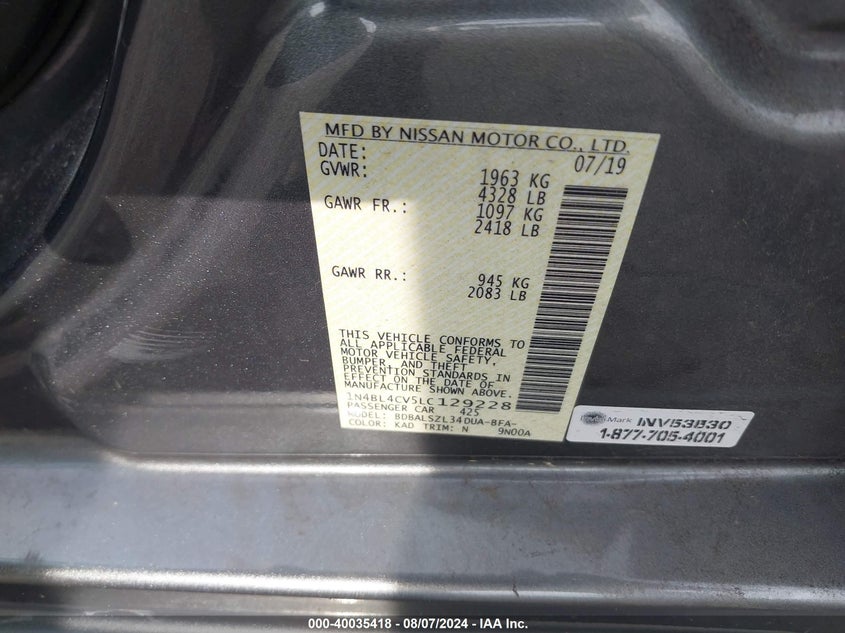 MFD BY NISSAN MOTOR CO., LTD.
DATE: 07/19
GVWR: 1963 KG
4328 LB
GAWR FR.: 1097 KG
2418 LB
GAWR RR.: 945 KG
2083 LB
THIS VEHICLE CONFORMS TO
ALL APPLICABLE FEDERAL
MOTOR VEHICLE SAFETY,
BUMPER, AND THEFT
PREVENTION STANDARDS IN
EFFECT ON THE DATE OF
MANUFACTURE SHOWN ABOVE.
1N4BL4CV5LC129228
PASSENGER CAR 425
MODEL: BDBALSZL34DUA-BFA-
COLOR: KAD TRIM: N 9N00A
Mark INV53830
1-877-705-4001
000-40035418 - 08/07/2024 - IAA Inc.